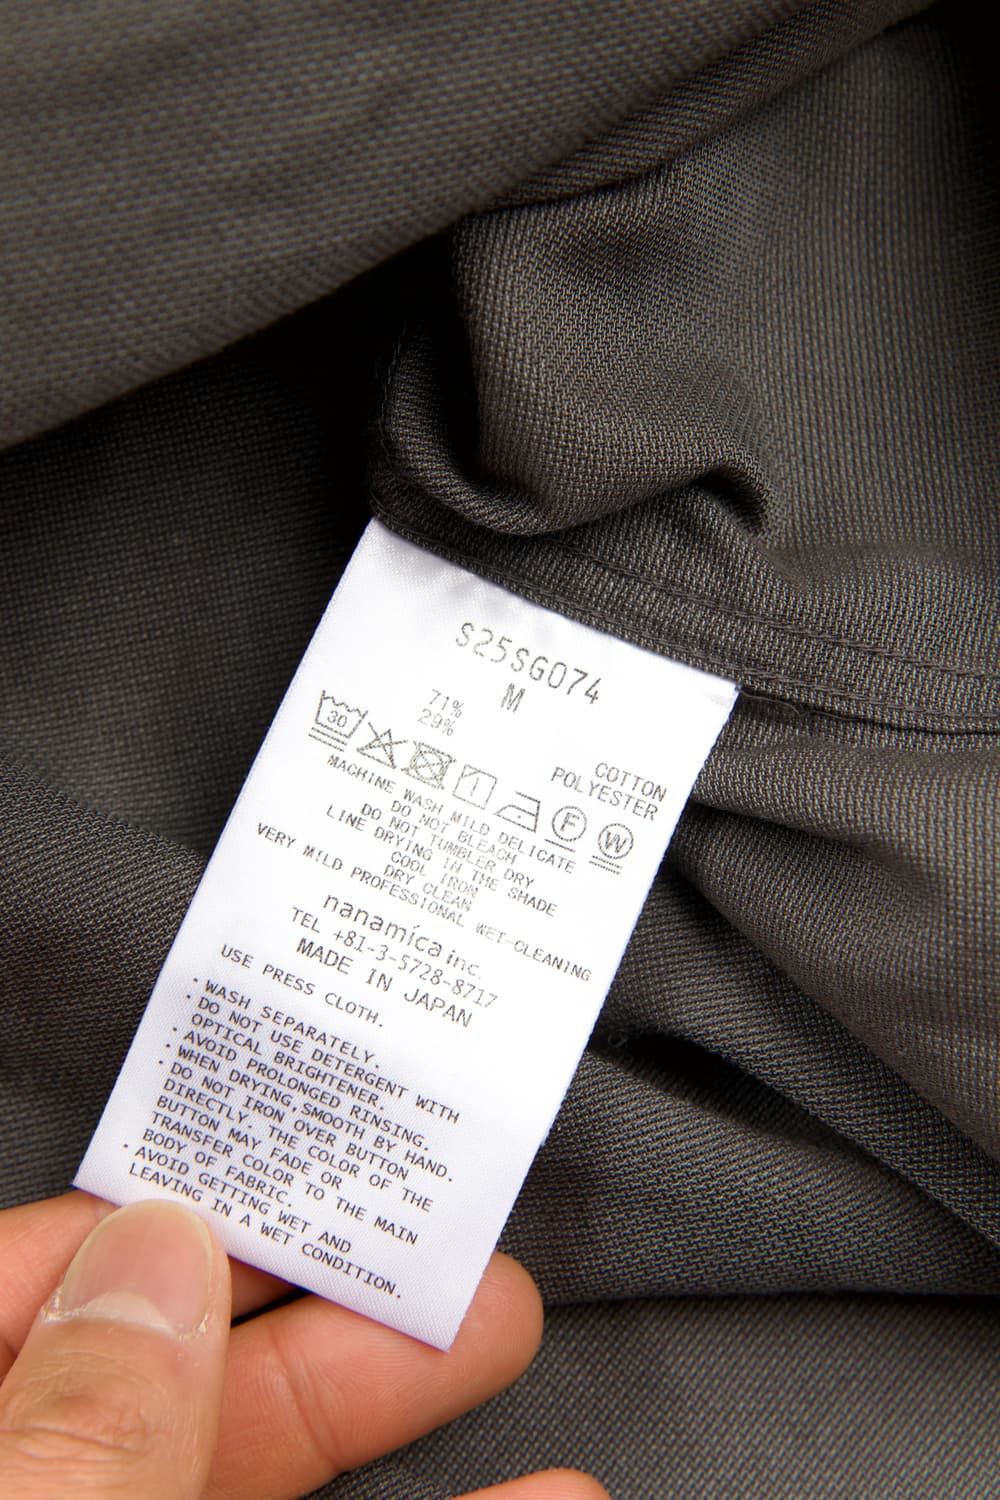 S25SG074
M
71% COTTON
29% POLYESTER
30 F W
MACHINE WASH MILD DELICATE
DO NOT BLEACH
DO NOT TUMBLER DRY
LINE DRYING IN THE SHADE
COOL IRON
DRY CLEAN
VERY MILD PROFESSIONAL WET-CLEANING
nanamica inc.
TEL +81-3-5728-8717
MADE IN JAPAN
USE PRESS CLOTH.
・WASH SEPARATELY.
・DO NOT USE DETERGENT WITH
OPTICAL BRIGHTENER.
・AVOID PROLONGED RINSING.
・WHEN DRYING,SMOOTH BY HAND.
・DO NOT IRON OVER BUTTON
DIRECTLY. THE COLOR OF THE
BUTTON MAY FADE OR
TRANSFER COLOR TO THE MAIN
BODY OF FABRIC.
・AVOID GETTING WET AND
LEAVING IN A WET CONDITION.